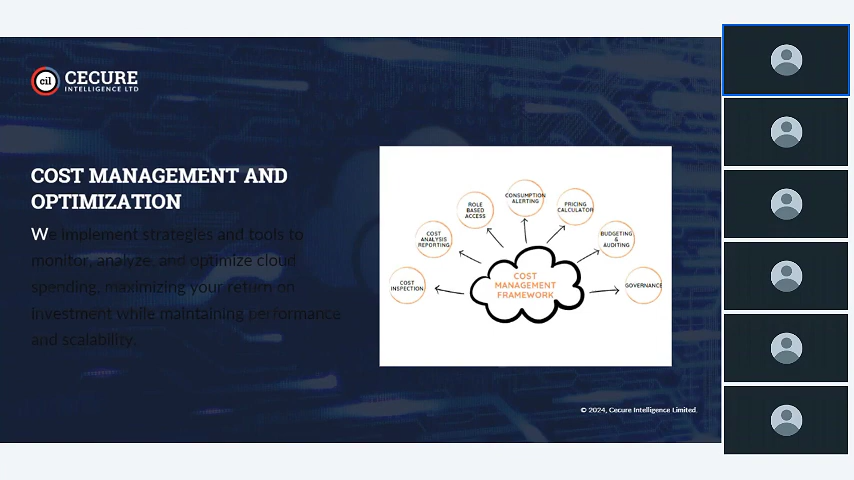 cil CECURE
INTELLIGENCE LTD
COST MANAGEMENT AND
OPTIMIZATION
We implement strategies and tools to
monitor, analyze, and optimize cloud
spending, maximizing your return on
investment while maintaining performance
and scalability.
COST
INSPECTION
COST
ANALYSIS
REPORTING
ROLE
BASED
ACCESS
CONSUMPTION
ALERTING
PRICING
CALCULATOR
BUDGETING
&
AUDITING
GOVERNANCE
COST
MANAGEMENT
FRAMEWORK
© 2024, Cecure Intelligence Limited.